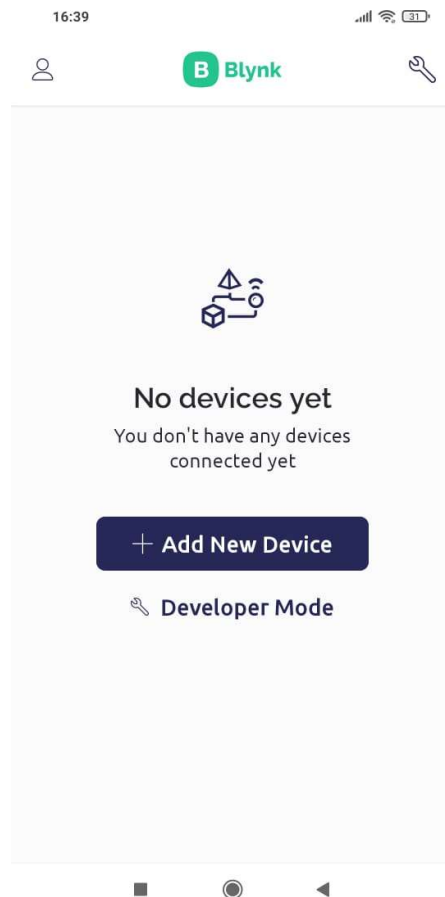 16:39
31
B Blynk
No devices yet
You don't have any devices
connected yet
+ Add New Device
Developer Mode